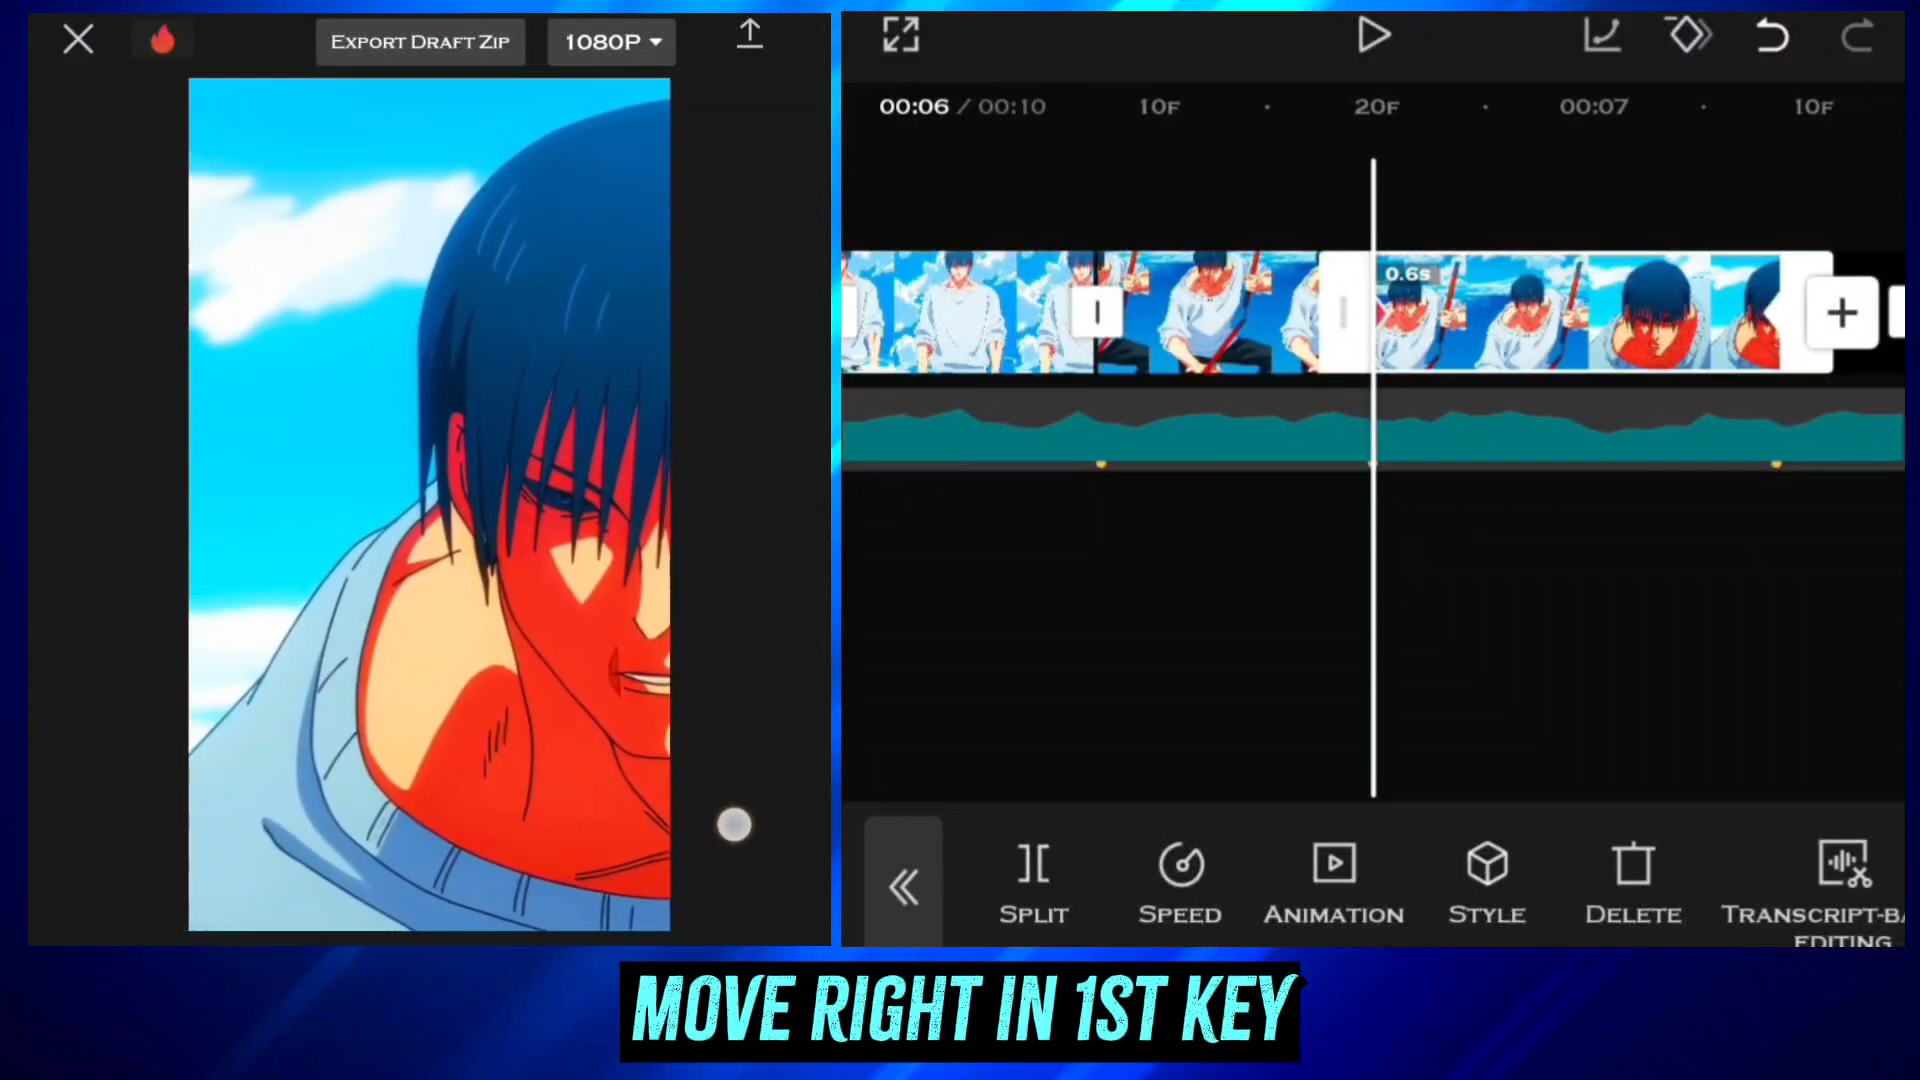 EXPORT DRAFT ZIP
1080P
00:06 / 00:10
10F
20F
00:07
10F
0.6s
SPLIT
SPEED
ANIMATION
STYLE
DELETE
TRANSCRIPT-BA
EDITING
MOVE RIGHT IN 1ST KEY